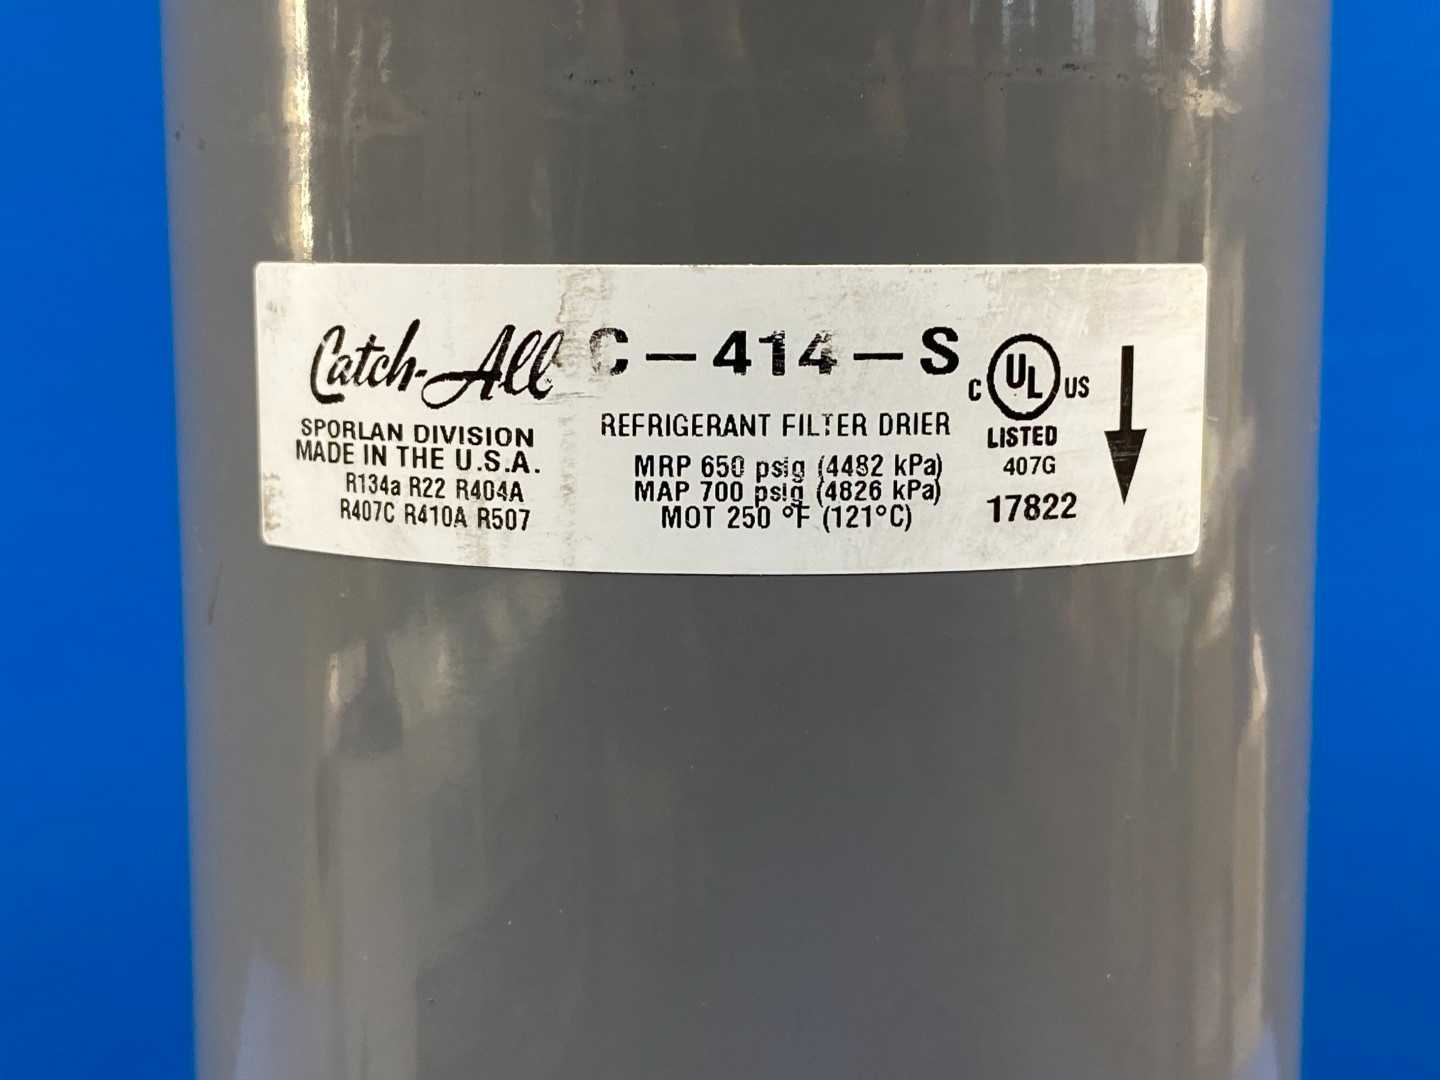 Catch-All C-414-S
SPORLAN DIVISION
MADE IN THE U.S.A.
R134a R22 R404A
R407C R410A R507
REFRIGERANT FILTER DRIER
MRP 650 psig (4482 kPa)
MAP 700 psig (4826 kPa)
MOT 250 °F (121°C)
C UL US
LISTED
407G
17822